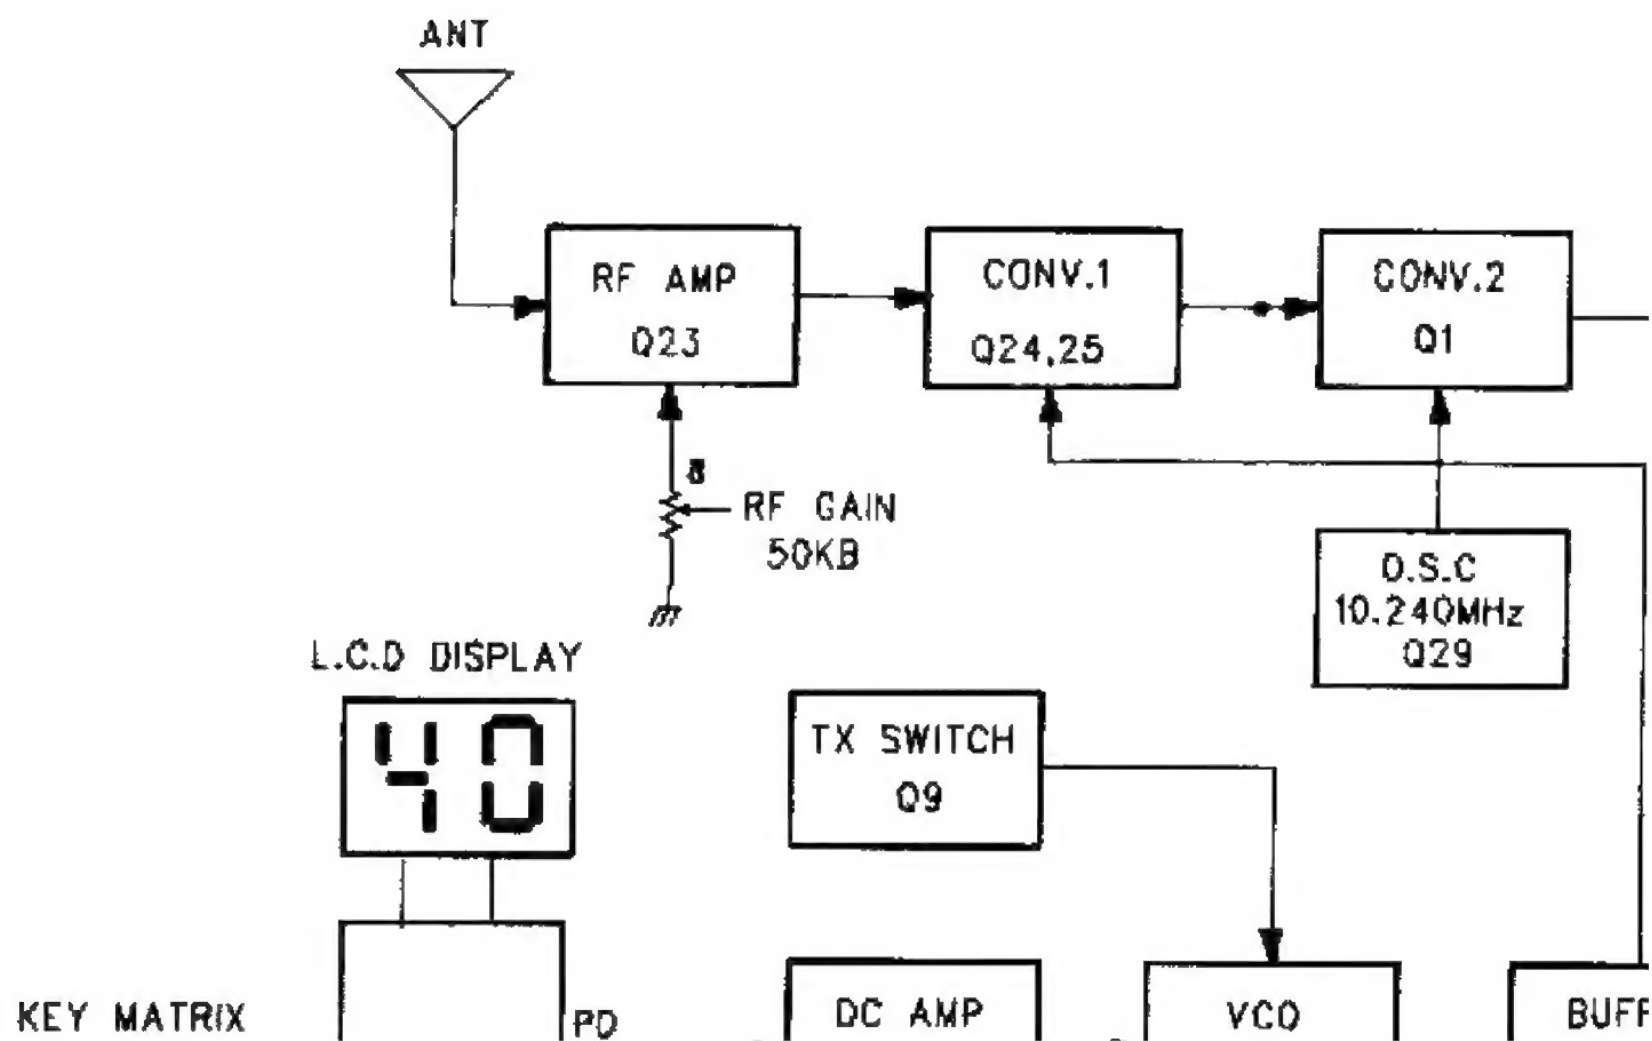 ANT
RF AMP
Q23
CONV.1
Q24,25
CONV.2
Q1
RF GAIN
50KB
O.S.C
10.240MHz
Q29
L.C.D DISPLAY
40
TX SWITCH
Q9
KEY MATRIX
PD
DC AMP
VCO
BUFF